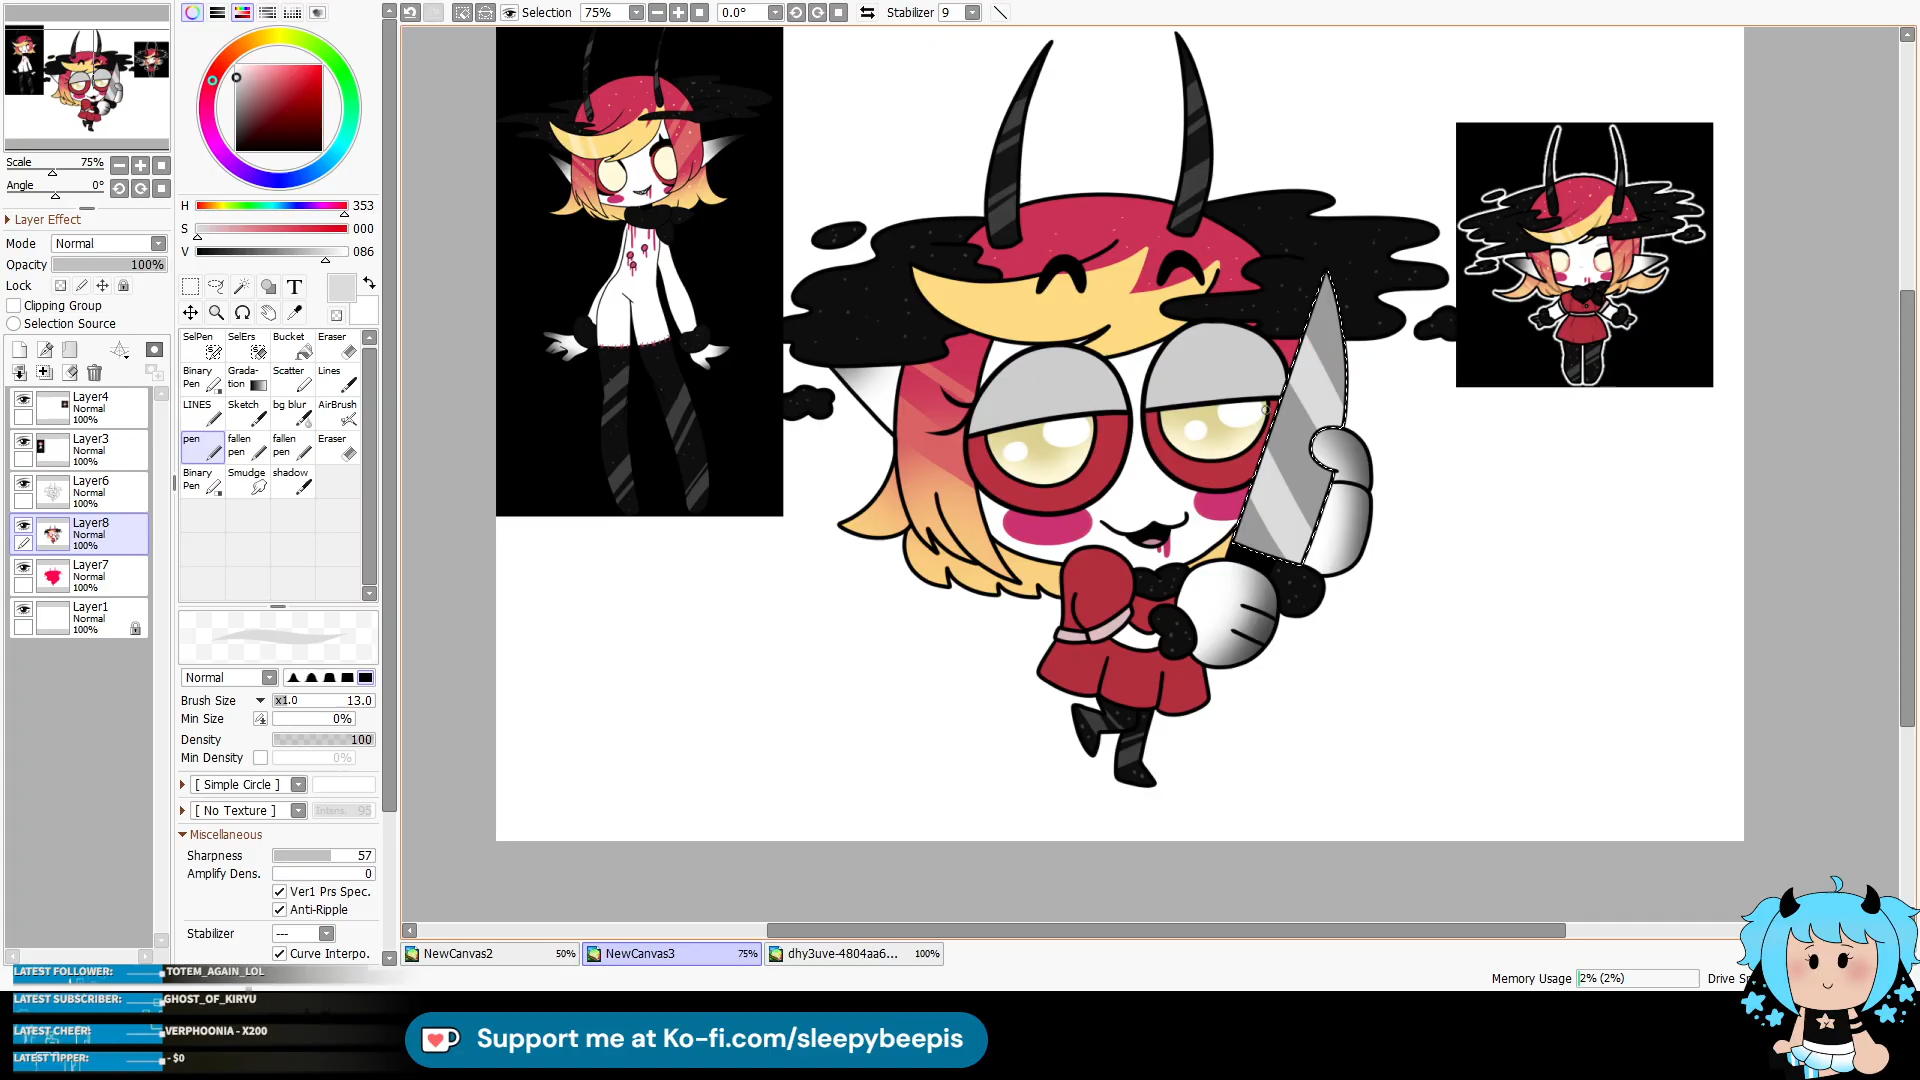 Selection
75%
0.0°
Stabilizer 9
Scale 75%
Angle 0°
Layer Effect
Mode Normal
Opacity 100%
Lock
Clipping Group
Selection Source
Layer4
Normal
100%
Layer3
Normal
100%
Layer6
Normal
100%
Layer8
Normal
100%
Layer7
Normal
100%
Layer1
Normal
100%
H 353
S 000
V 086
T
SelPen SelErs Bucket Eraser
Binary Pen Grada-tion Scatter Lines
LINES Sketch bg blur AirBrush
pen fallen pen fallen pen Eraser
Binary Pen Smudge shadow
Normal
Brush Size x1.0 13.0
Min Size 0%
Density 100
Min Density 0%
[ Simple Circle ]
[ No Texture ] Intens. 95
Miscellaneous
Sharpness 57
Amplify Dens. 0
Ver1 Prs Spec.
Anti-Ripple
Stabilizer ---
Curve Interpo.
NewCanvas2 50%
NewCanvas3 75%
dhy3uve-4804aa6... 100%
Memory Usage 2% (2%)
Drive
LATEST FOLLOWER: TOTEM_AGAIN_LOL
LATEST SUBSCRIBER: GHOST_OF_KIRYU
LATEST CHEER: VERPHOONIA - X200
LATEST TIPPER: - $0
Support me at Ko-fi.com/sleepybeepis